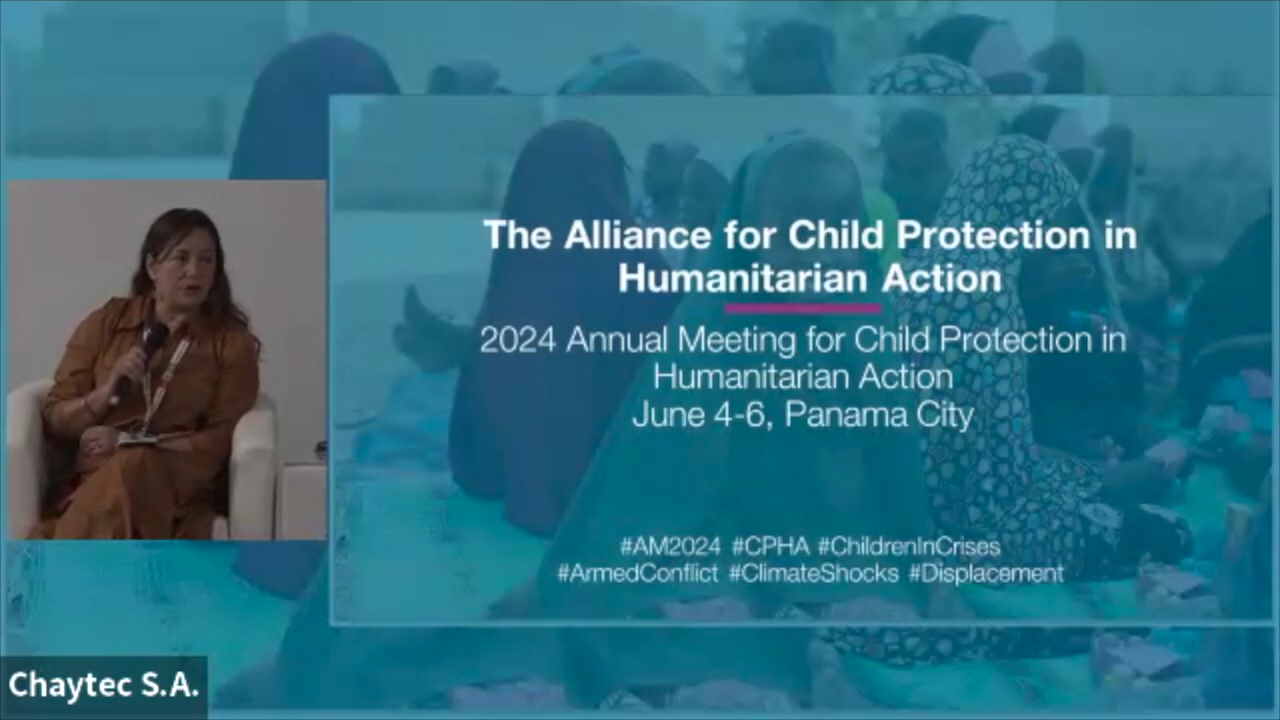 The Alliance for Child Protection in
Humanitarian Action
2024 Annual Meeting for Child Protection in
Humanitarian Action
June 4-6, Panama City
#AM2024 #CPHA #ChildrenInCrises
#ArmedConflict #ClimateShocks #Displacement
Chaytec S.A.